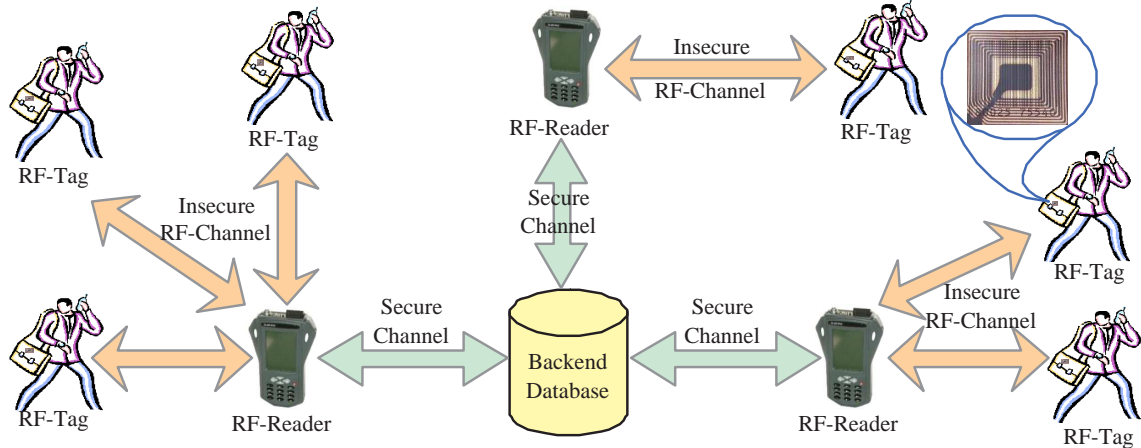 RF-Tag
RF-Tag
RF-Reader
Insecure
RF-Channel
RF-Tag
Insecure
RF-Channel
Secure
Channel
RF-Tag
Insecure
RF-Channel
RF-Tag
RF-Reader
Secure
Channel
Backend
Database
Secure
Channel
RF-Reader
RF-Tag